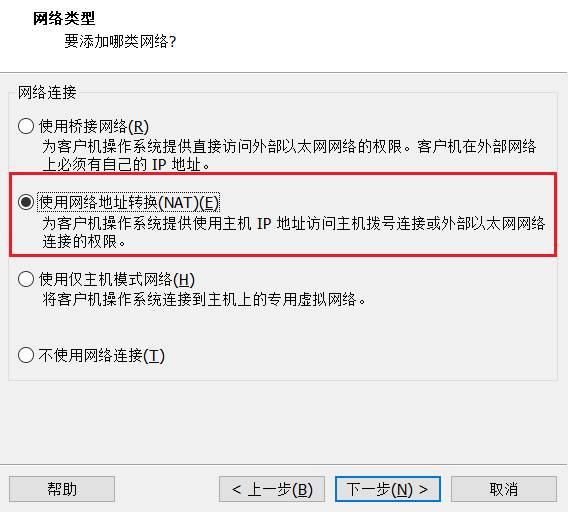 网络类型
要添加哪类网络?
网络连接
使用桥接网络(R)
为客户机操作系统提供直接访问外部以太网网络的权限。客户机在外部网络
上必须有自己的 IP 地址。
使用网络地址转换(NAT)(E)
为客户机操作系统提供使用主机 IP 地址访问主机拨号连接或外部以太网网络
连接的权限。
使用仅主机模式网络(H)
将客户机操作系统连接到主机上的专用虚拟网络。
不使用网络连接(T)
帮助
< 上一步(B)
下一步(N) >
取消